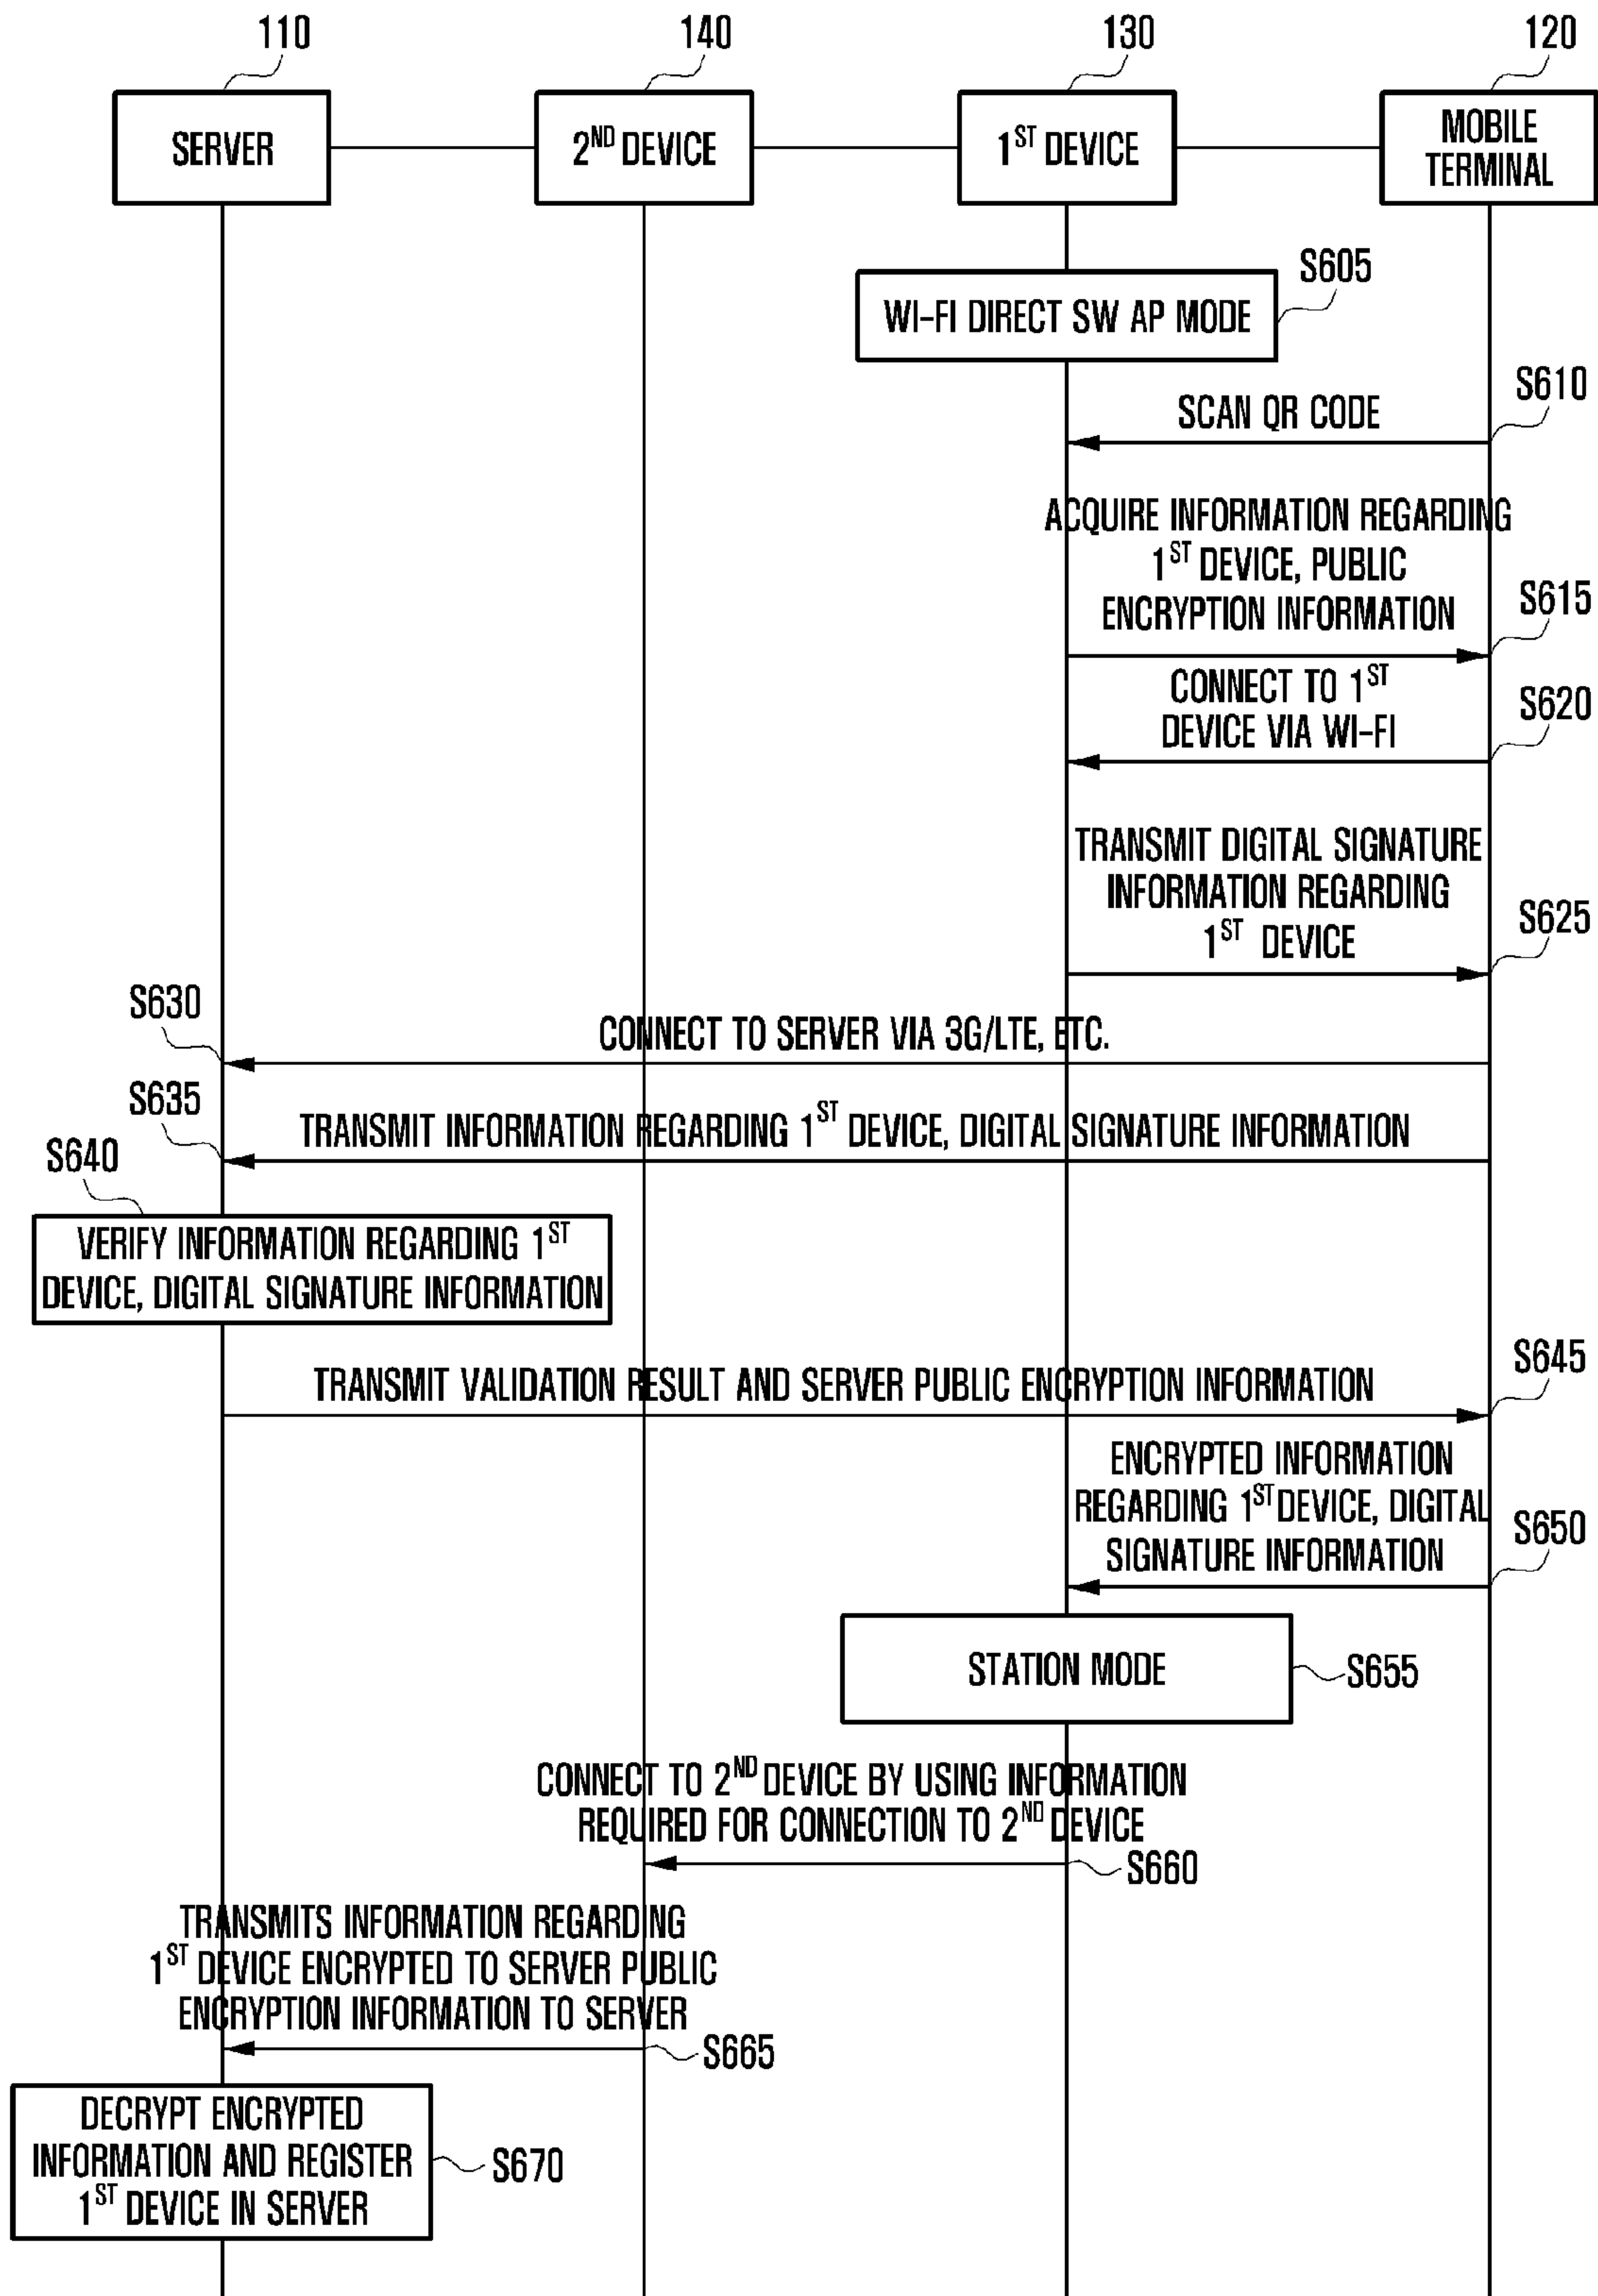 110
140
130
120
SERVER
2ND DEVICE
1ST DEVICE
MOBILE
TERMINAL
S605
WI-FI DIRECT SW AP MODE
S610
SCAN QR CODE
ACQUIRE INFORMATION REGARDING
1ST DEVICE, PUBLIC
ENCRYPTION INFORMATION
S615
CONNECT TO 1ST
DEVICE VIA WI-FI
S620
TRANSMIT DIGITAL SIGNATURE
INFORMATION REGARDING
1ST DEVICE
S625
S630
CONNECT TO SERVER VIA 3G/LTE, ETC.
S635
TRANSMIT INFORMATION REGARDING 1ST DEVICE, DIGITAL SIGNATURE INFORMATION
S640
VERIFY INFORMATION REGARDING 1ST
DEVICE, DIGITAL SIGNATURE INFORMATION
S645
TRANSMIT VALIDATION RESULT AND SERVER PUBLIC ENCRYPTION INFORMATION
ENCRYPTED INFORMATION
REGARDING 1ST DEVICE, DIGITAL
SIGNATURE INFORMATION
S650
STATION MODE
S655
CONNECT TO 2ND DEVICE BY USING INFORMATION
REQUIRED FOR CONNECTION TO 2ND DEVICE
S660
TRANSMITS INFORMATION REGARDING
1ST DEVICE ENCRYPTED TO SERVER PUBLIC
ENCRYPTION INFORMATION TO SERVER
S665
DECRYPT ENCRYPTED
INFORMATION AND REGISTER
1ST DEVICE IN SERVER
S670